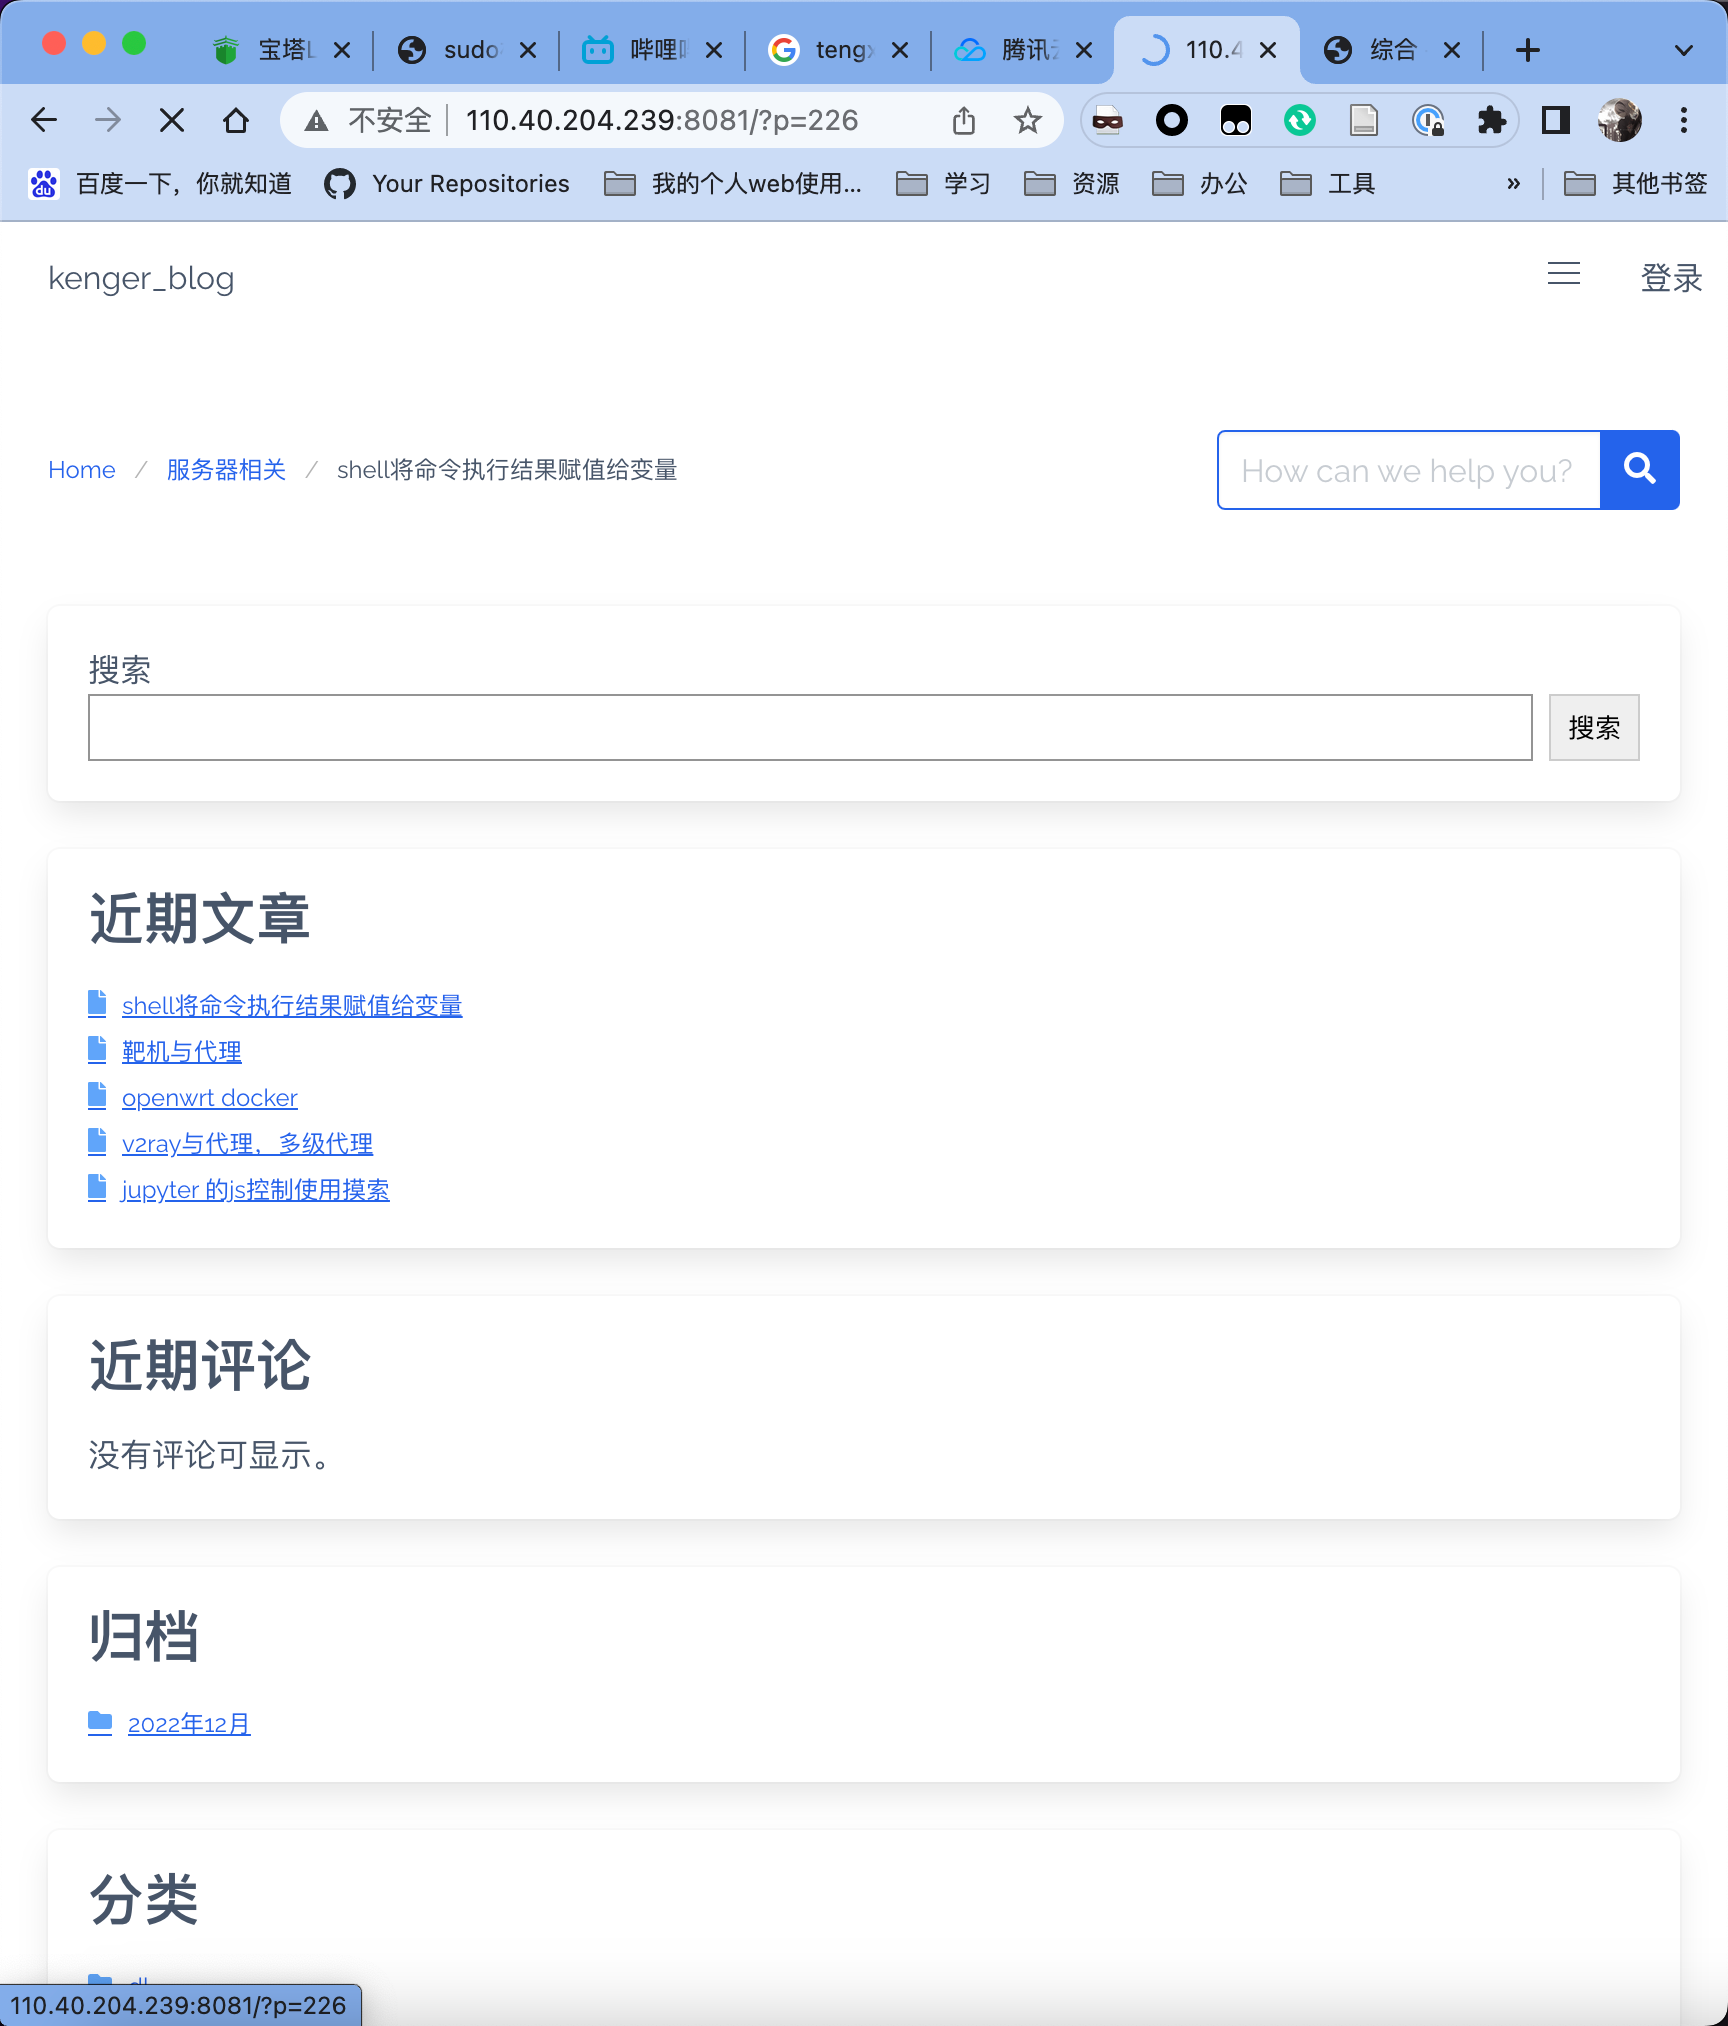 宝塔L
sudo
哔哩
teng
腾讯
110.4
综合
不安全
110.40.204.239:8081/?p=226
du
百度一下，你就知道
Your Repositories
我的个人web使用...
学习
资源
办公
工具
»
其他书签
kenger_blog
登录
Home / 服务器相关 / shell将命令执行结果赋值给变量
How can we help you?
搜索
搜索
近期文章
shell将命令执行结果赋值给变量
靶机与代理
openwrt docker
v2ray与代理，多级代理
jupyter 的js控制使用摸索
近期评论
没有评论可显示。
归档
2022年12月
分类
110.40.204.239:8081/?p=226